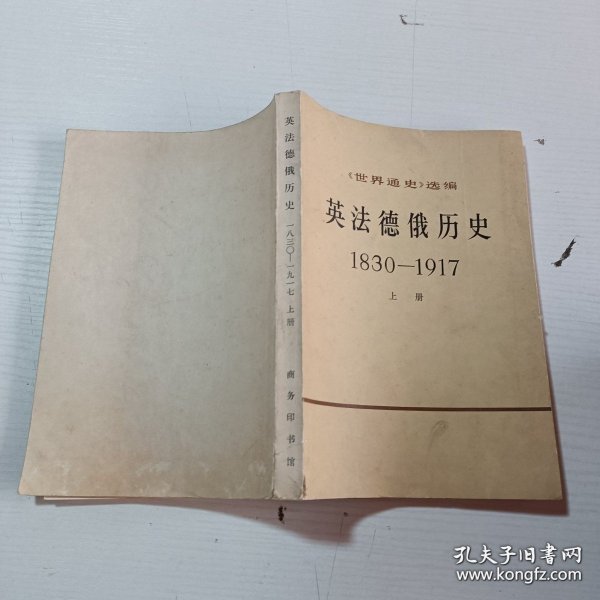 英法德俄历史 一八三〇—一九一七 上册
商务印书馆
《世界通史》选编
英法德俄历史
1830—1917
上 册
孔夫子旧书网
www.kongfz.com